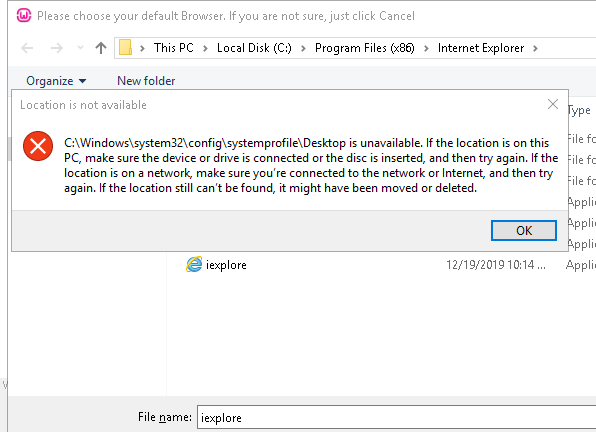 Please choose your default Browser. If you are not sure, just click Cancel
This PC > Local Disk (C:) > Program Files (x86) > Internet Explorer >
Organize New folder
Location is not available
Type
C:\Windows\system32\config\systemprofile\Desktop is unavailable. If the location is on this
PC, make sure the device or drive is connected or the disc is inserted, and then try again. If the
location is on a network, make sure you're connected to the network or Internet, and then try
again. If the location still can't be found, it might have been moved or deleted.
File fo
File fo
File fo
Applic
Applic
Applic
OK
iexplore 12/19/2019 10:14 ... Applic
File name: iexplore